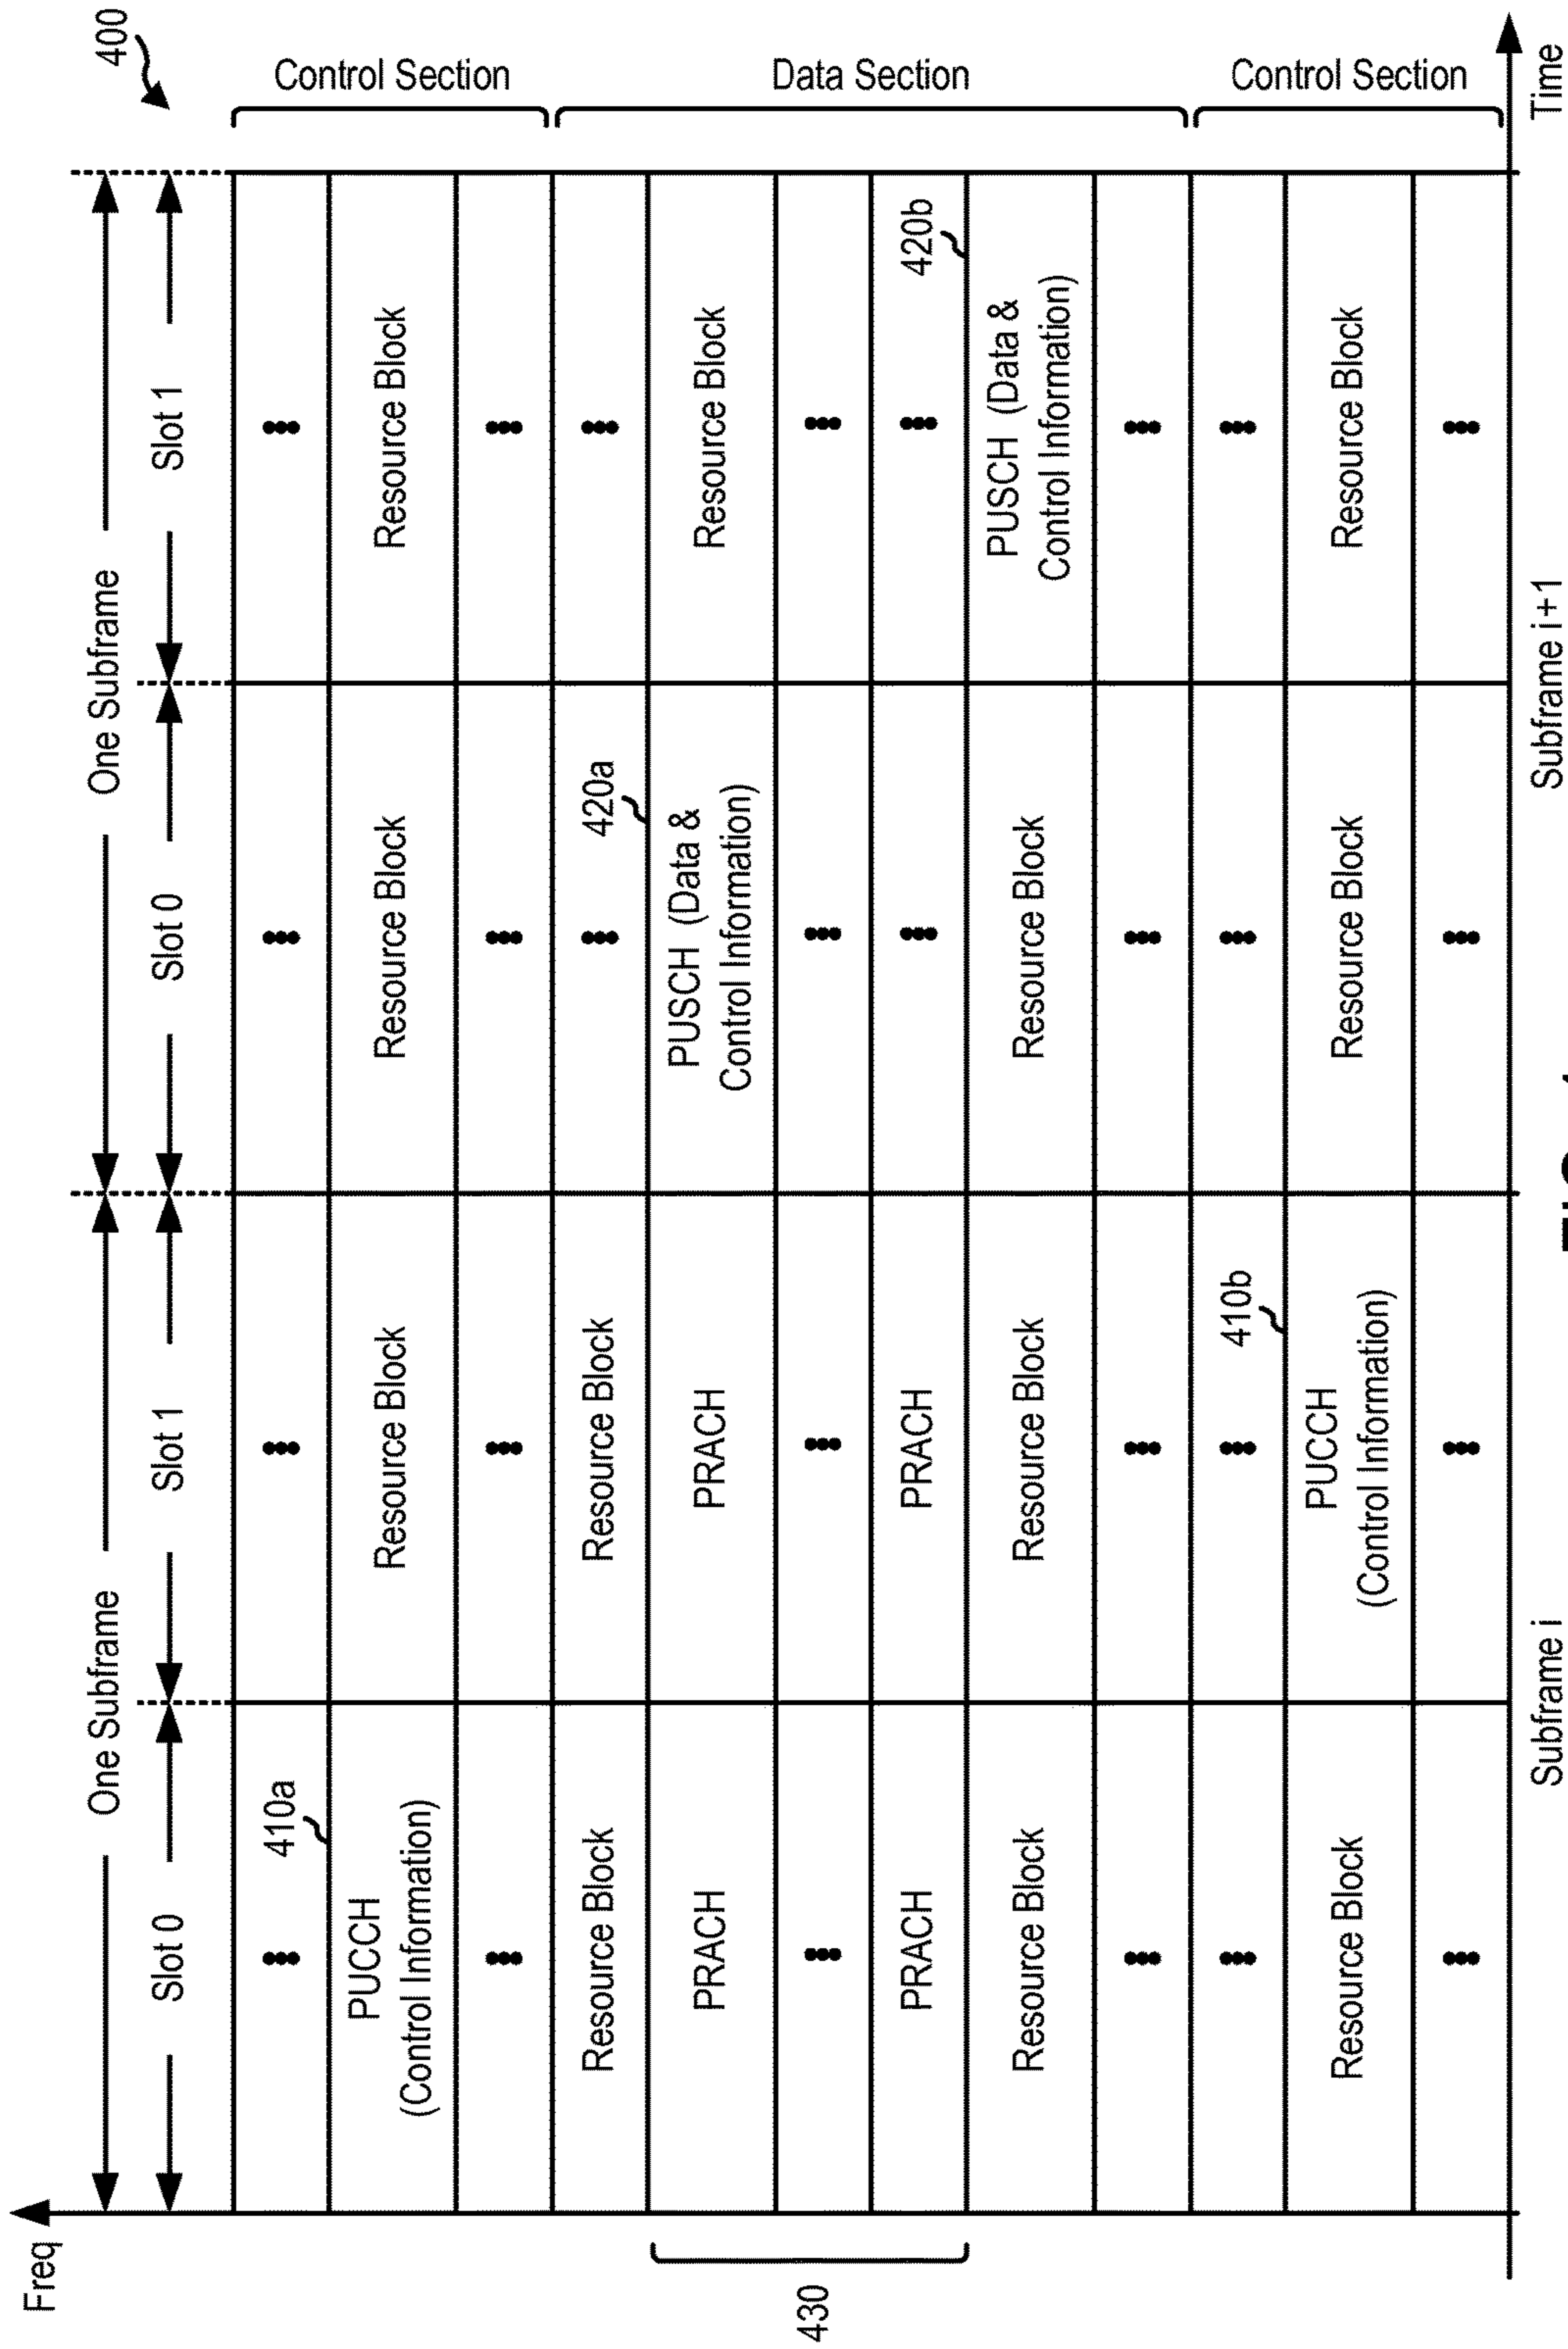 400
Freq
One Subframe
One Subframe
Slot 0
Slot 1
Slot 0
Slot 1
410a
PUCCH
(Control Information)
Resource Block
Resource Block
Resource Block
Control Section
Resource Block
Resource Block
420a
430
PRACH
PRACH
PUSCH (Data &
Control Information)
Resource Block
Data Section
PRACH
PRACH
420b
Resource Block
Resource Block
Resource Block
PUSCH (Data &
Control Information)
410b
Resource Block
PUCCH
(Control Information)
Resource Block
Resource Block
Control Section
Subframe i
Subframe i+1
Time